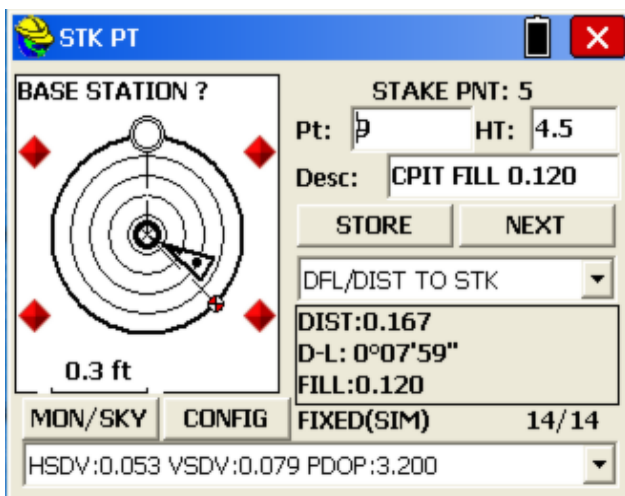 STK PT
BASE STATION ?
STAKE PNT: 5
Pt: 9 HT: 4.5
Desc: CPIT FILL 0.120
STORE NEXT
DFL/DIST TO STK
DIST:0.167
D-L: 0°07'59"
FILL:0.120
0.3 ft
MON/SKY CONFIG FIXED(SIM) 14/14
HSDV:0.053 VSDV:0.079 PDOP:3.200